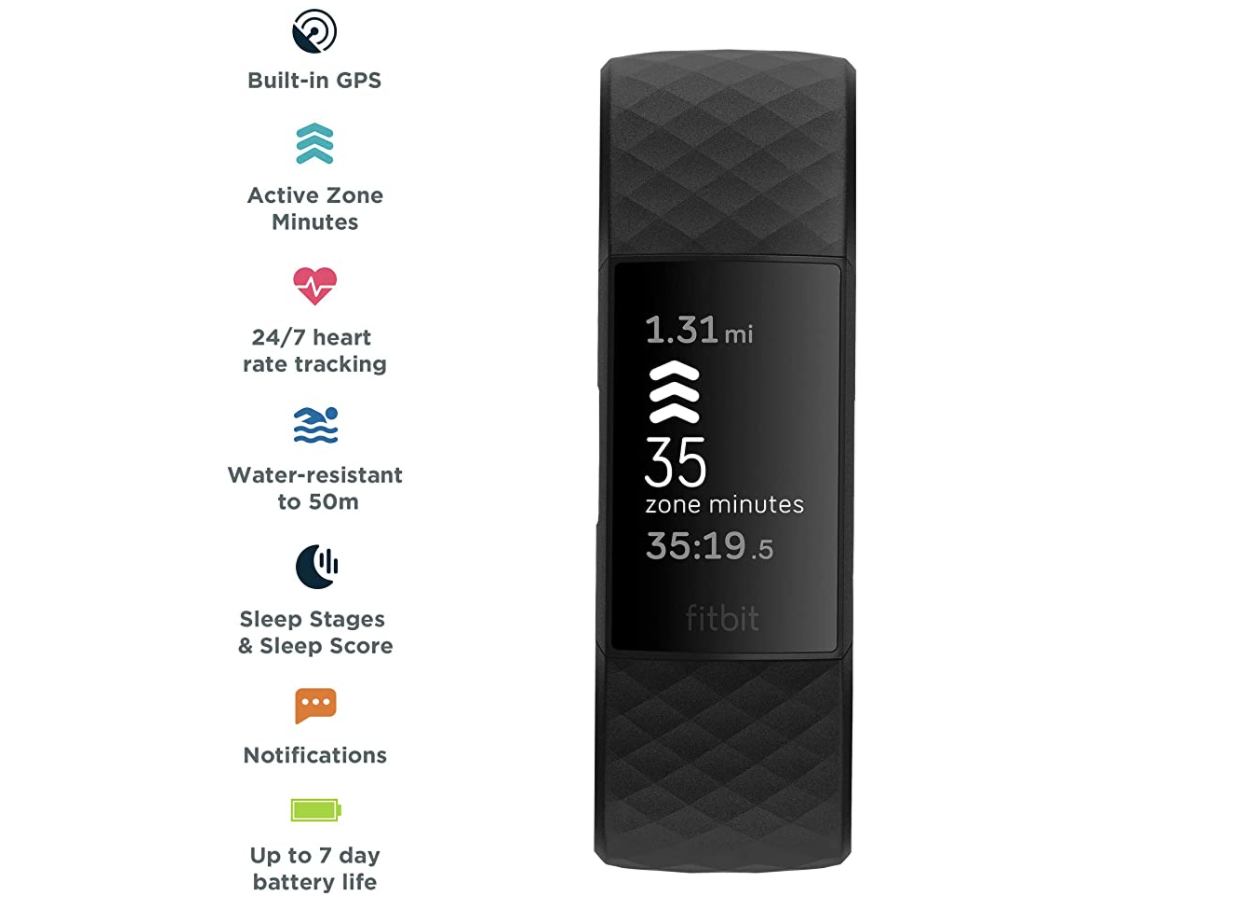 Built-in GPS
Active Zone
Minutes
24/7 heart
rate tracking
Water-resistant
to 50m
Sleep Stages
& Sleep Score
Notifications
Up to 7 day
battery life
1.31 mi
35
zone minutes
35:19.5
fitbit